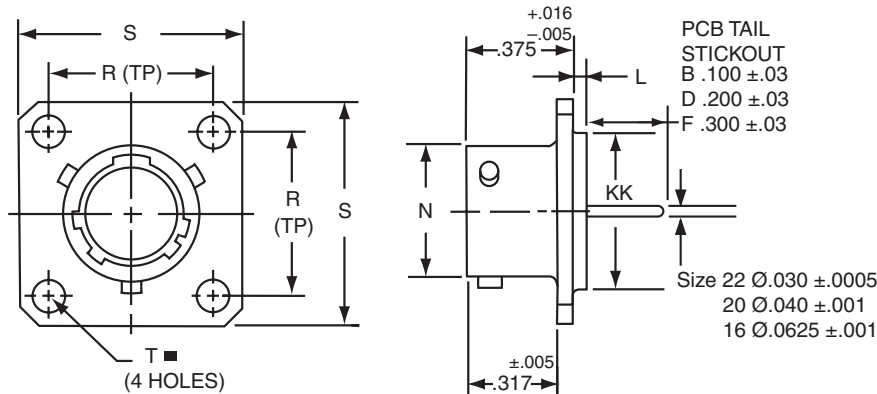 S
R (TP)
R
(TP)
S
T ■
(4 HOLES)
+.016
–.005
.375
L
PCB TAIL
STICKOUT
B .100 ±.03
D .200 ±.03
F .300 ±.03
N
KK
Size 22 Ø.030 ±.0005
20 Ø.040 ±.001
16 Ø.0625 ±.001
±.005
.317